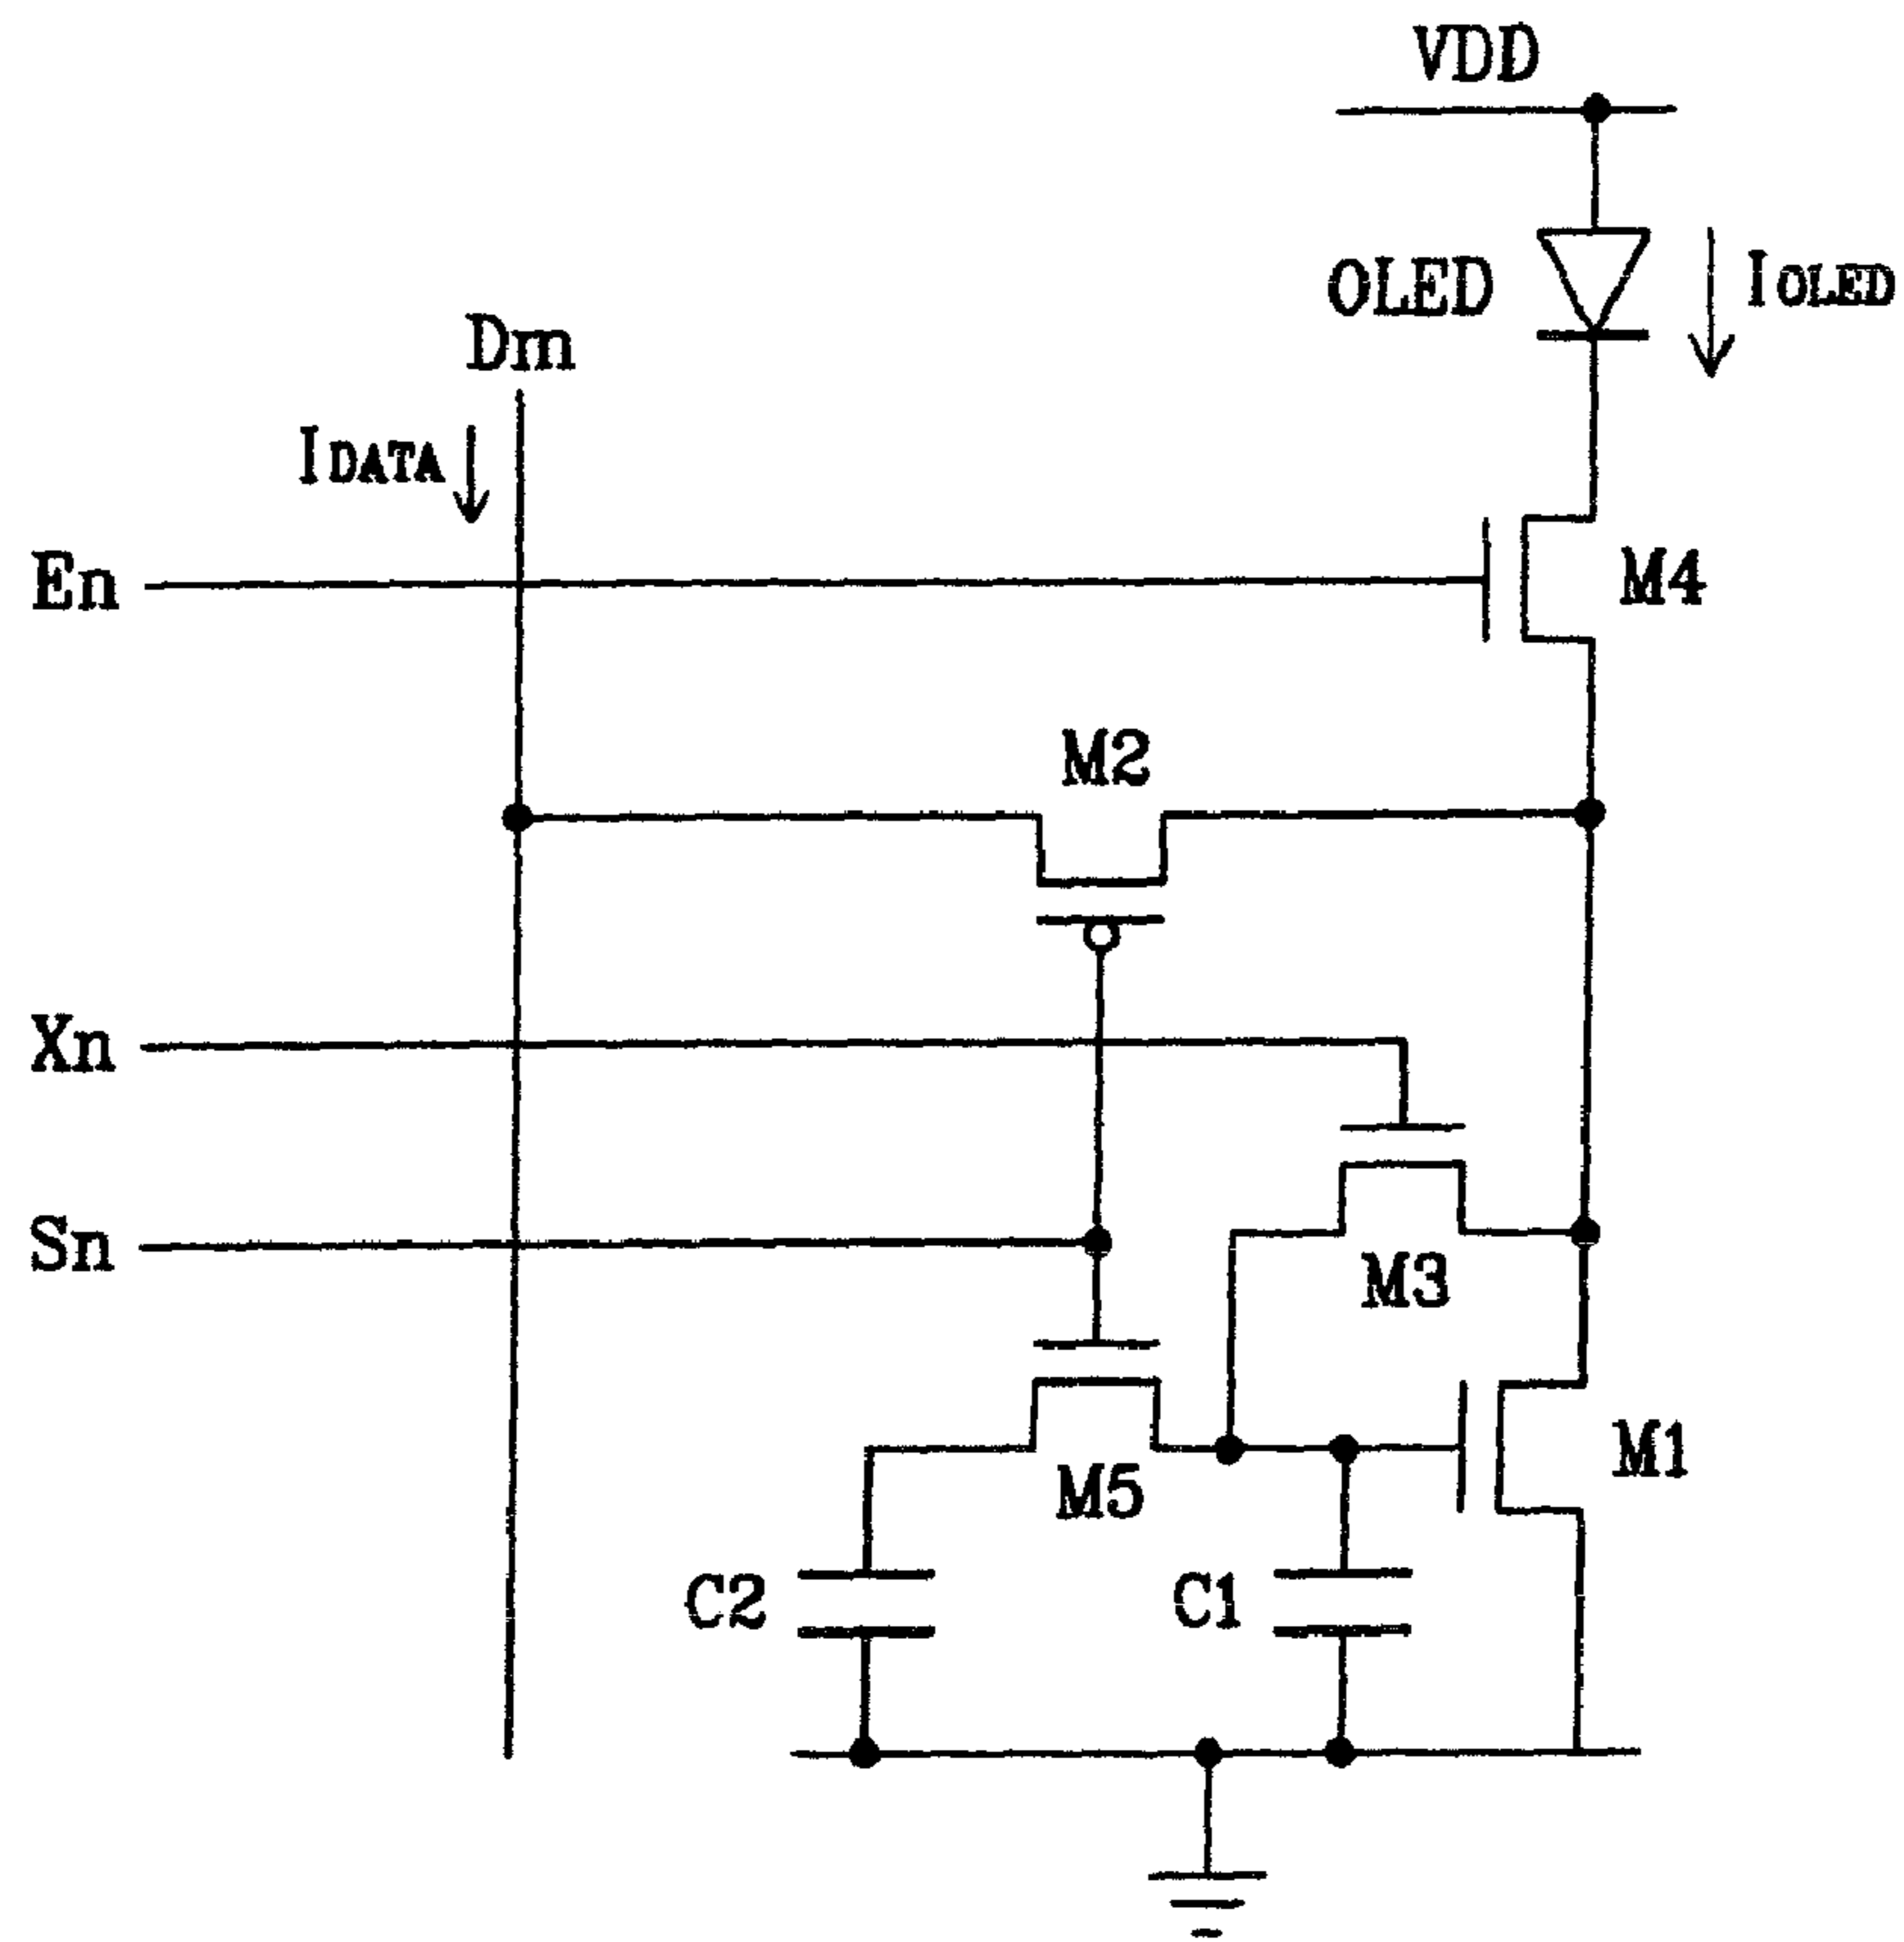 VDD
OLED
IOLED
Dm
IDATA
En
M4
M2
Xn
Sn
M3
M1
M5
C2
C1